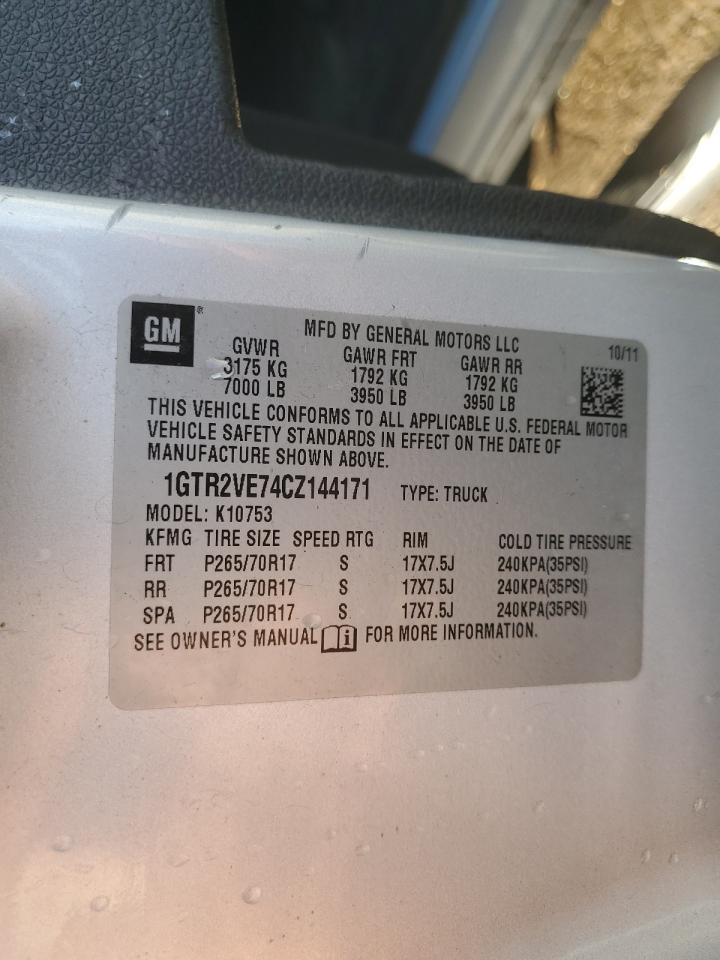 GM®
MFD BY GENERAL MOTORS LLC
10/11
GVWR GAWR FRT GAWR RR
3175 KG 1792 KG 1792 KG
7000 LB 3950 LB 3950 LB
THIS VEHICLE CONFORMS TO ALL APPLICABLE U.S. FEDERAL MOTOR
VEHICLE SAFETY STANDARDS IN EFFECT ON THE DATE OF
MANUFACTURE SHOWN ABOVE.
1GTR2VE74CZ144171 TYPE: TRUCK
MODEL: K10753
KFMG TIRE SIZE SPEED RTG RIM COLD TIRE PRESSURE
FRT P265/70R17 S 17X7.5J 240KPA(35PSI)
RR P265/70R17 S 17X7.5J 240KPA(35PSI)
SPA P265/70R17 S 17X7.5J 240KPA(35PSI)
SEE OWNER'S MANUAL i FOR MORE INFORMATION.